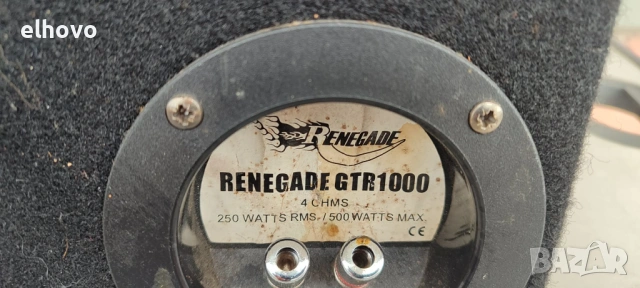 elhovo
RENEGADE
RENEGADE GTR1000
4 OHMS
250 WATTS RMS / 500 WATTS MAX
CE
BAZAR